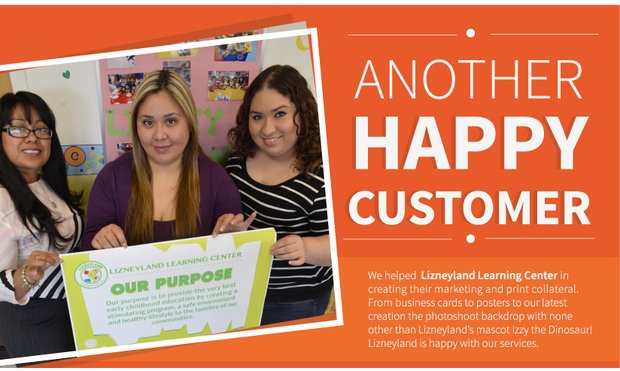 ANOTHER
HAPPY
CUSTOMER
We helped Lizneyland Learning Center in
creating their marketing and print collateral.
From business cards to posters to our latest
creation the photoshoot backdrop with none
other than Lizneyland's mascot Izzy the Dinosaur!
Lizneyland is happy with our services.
LIZNEYLAND LEARNING CENTER
OUR PURPOSE
Our purpose is to provide the very best
early childhood education by creating a
stimulating program, a safe environment
and healthy lifestyle to the families of our
communities.